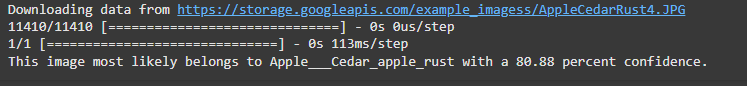 Downloading data from https://storage.googleapis.com/example_imagess/AppleCedarRust4.JPG
11410/11410 [==============================] - 0s 0us/step
1/1 [==============================] - 0s 113ms/step
This image most likely belongs to Apple___Cedar_apple_rust with a 80.88 percent confidence.